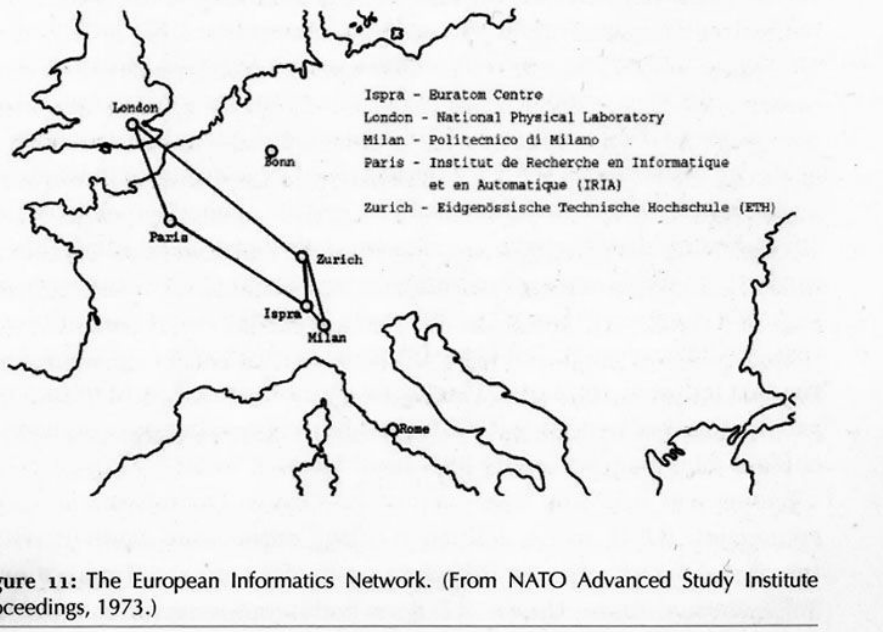 London
Ispra - Euratom Centre
London - National Physical Laboratory
Milan - Politecnico di Milano
Paris - Institut de Recherche en Informatique
et en Automatique (IRIA)
Zurich - Eidgenössische Technische Hochschule (ETH)
Bonn
Paris
Zurich
Ispra
Milan
Rome
gure 11: The European Informatics Network. (From NATO Advanced Study Institute
oceedings, 1973.)